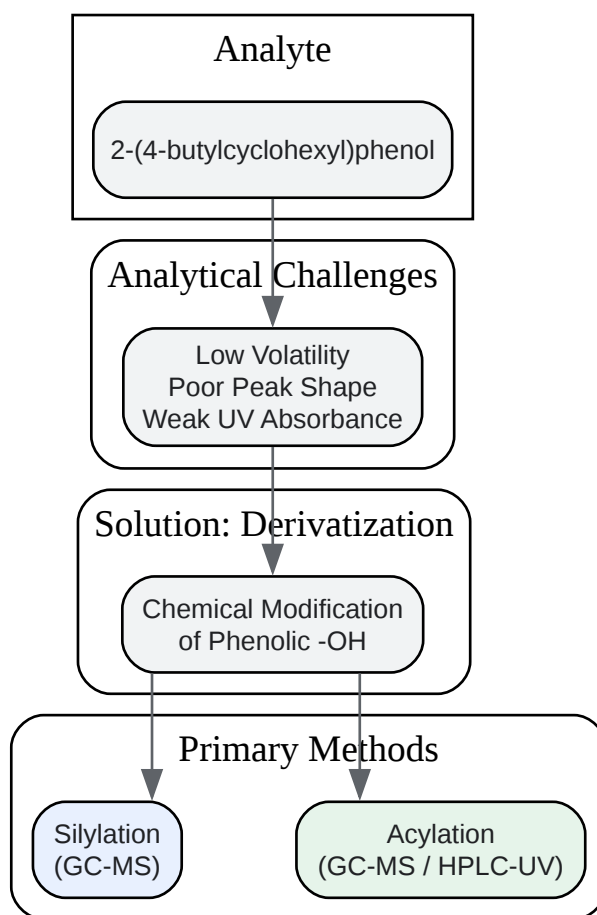 Analyte
2-(4-butylcyclohexyl)phenol
Analytical Challenges
Low Volatility
Poor Peak Shape
Weak UV Absorbance
Solution: Derivatization
Chemical Modification
of Phenolic -OH
Primary Methods
Silylation
(GC-MS)
Acylation
(GC-MS / HPLC-UV)